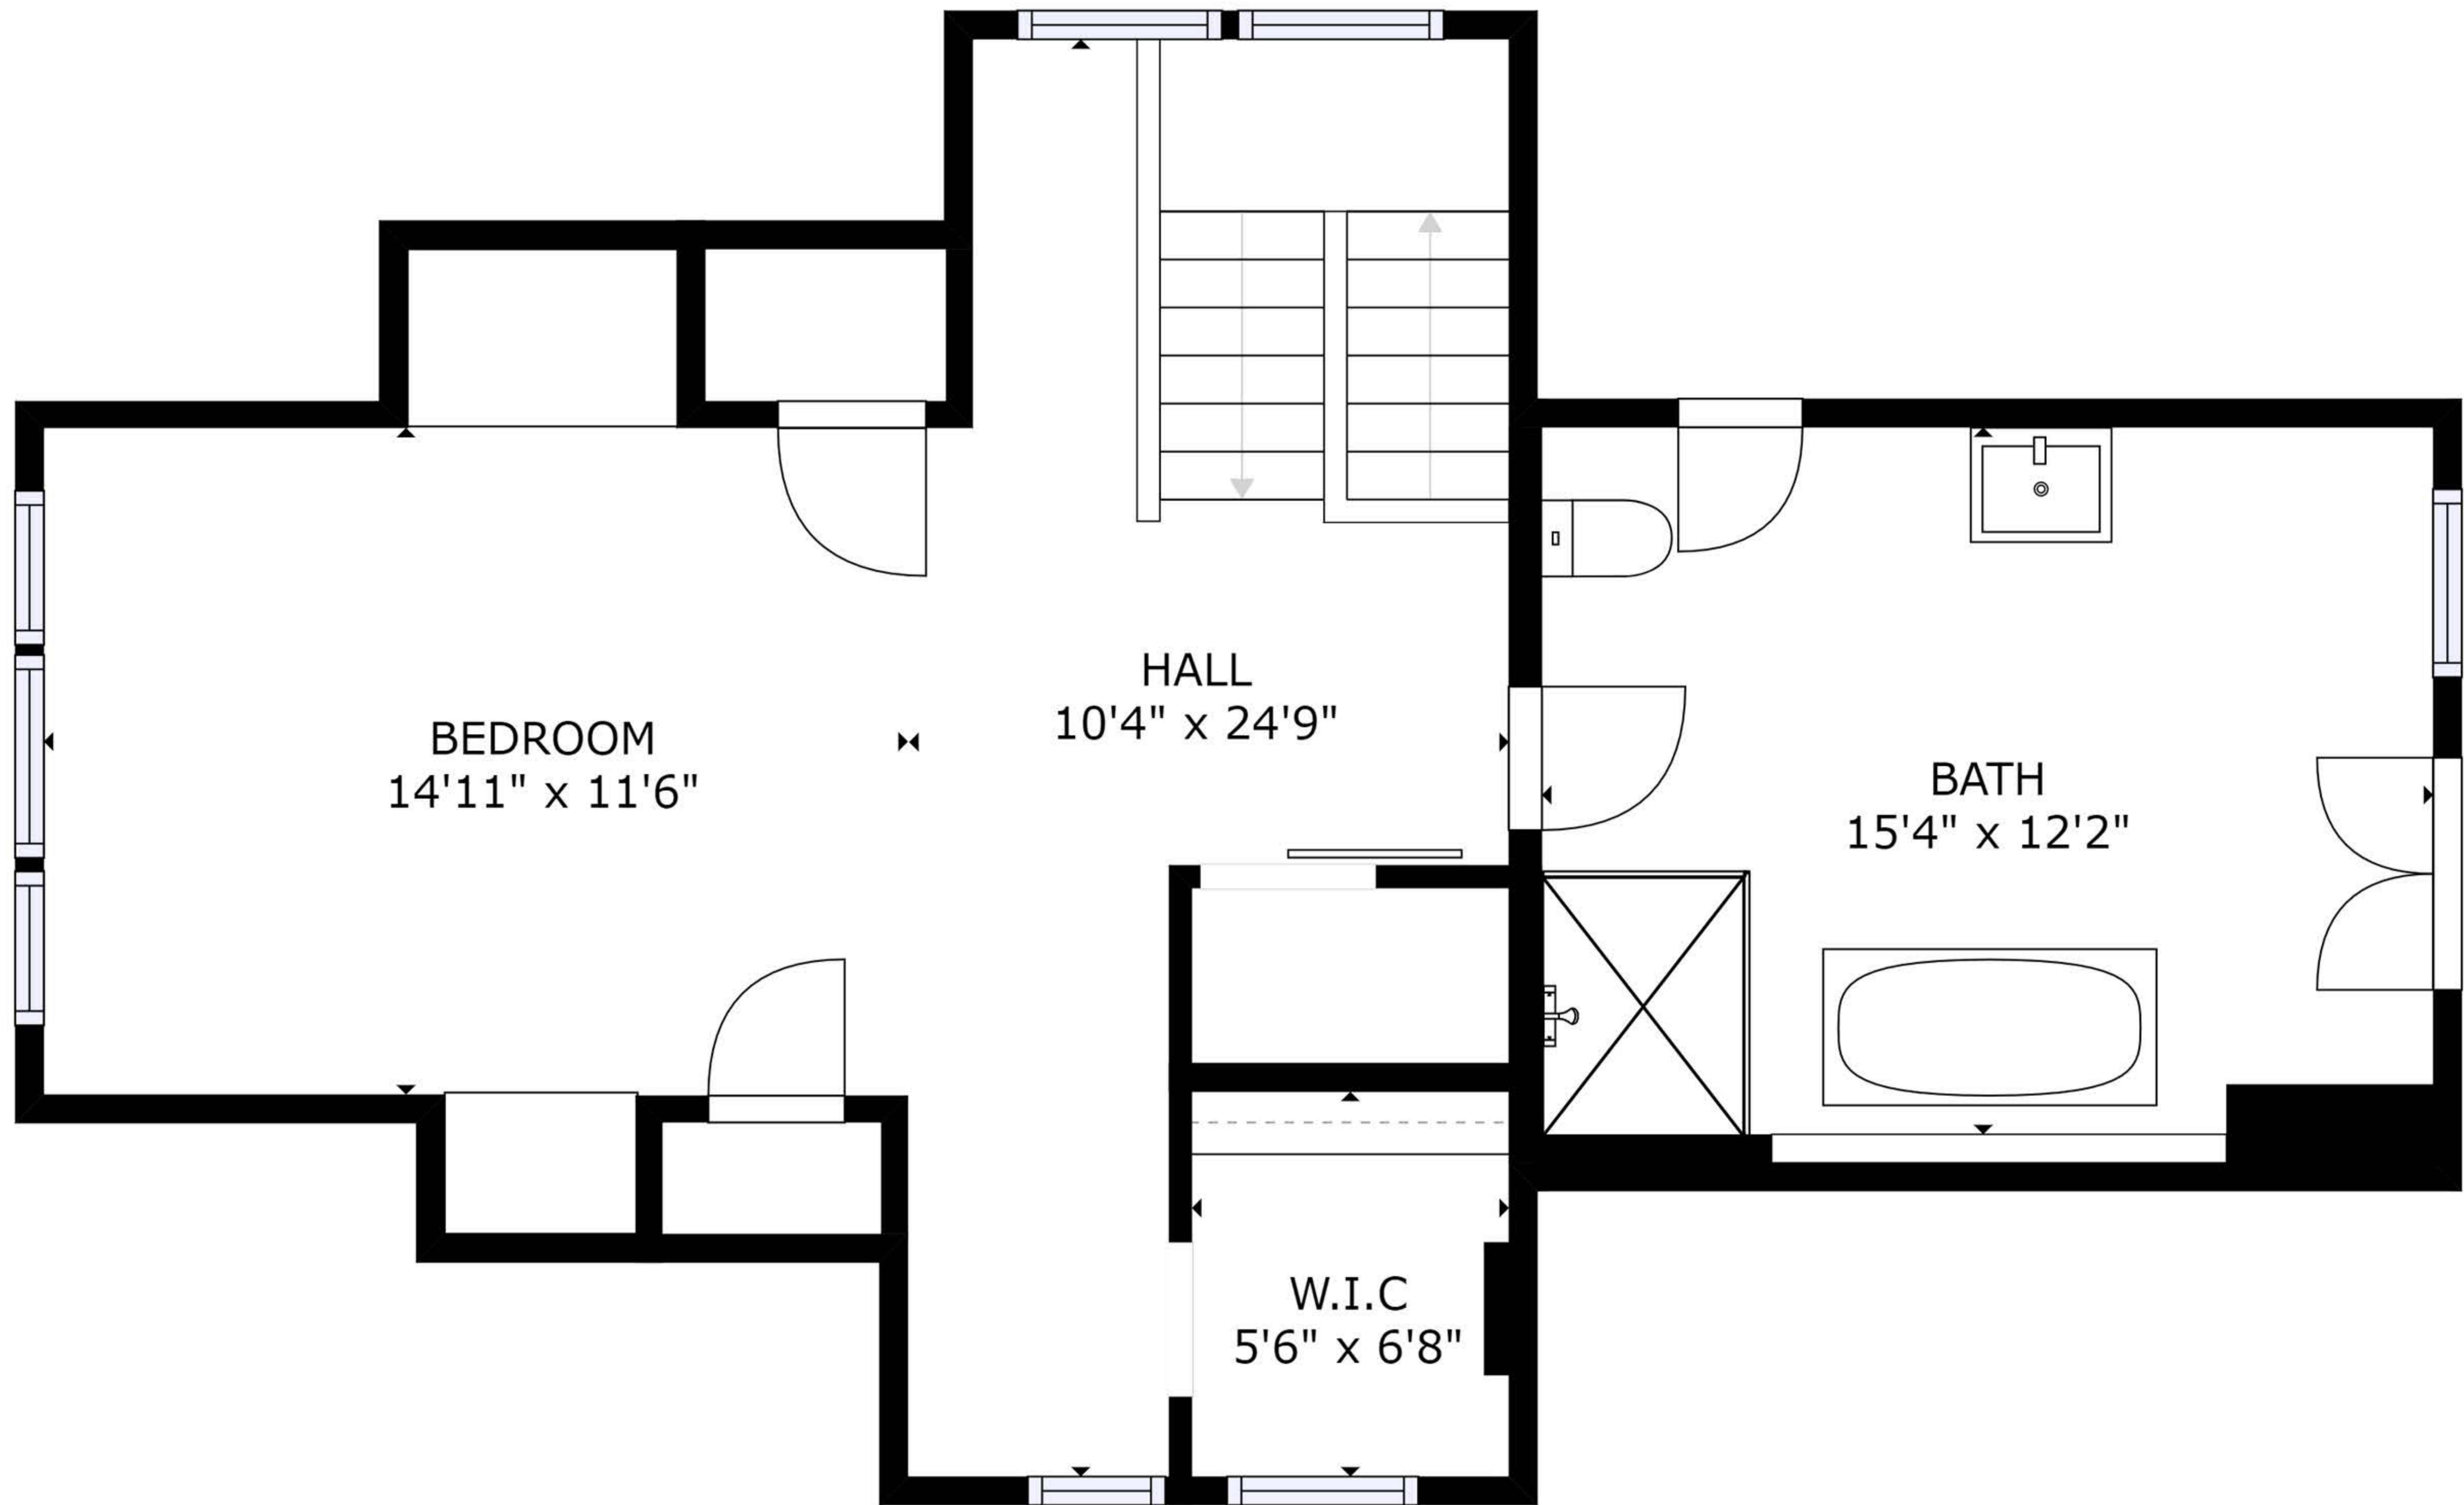 HALL
10'4" x 24'9"
BEDROOM
14'11" x 11'6"
BATH
15'4" x 12'2"
W.I.C
5'6" x 6'8"